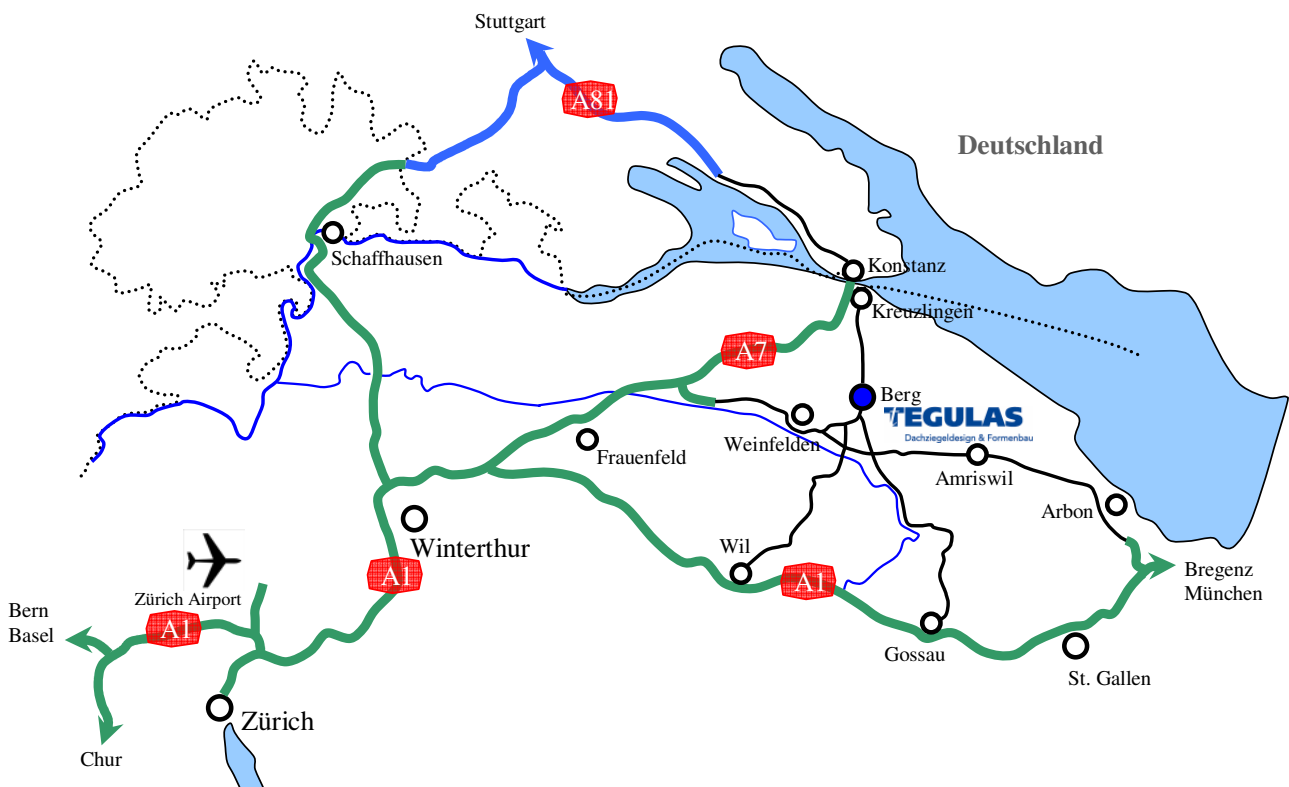 Stuttgart
A81
Deutschland
Schaffhausen
Konstanz
Kreuzlingen
A7
Berg
TEGULAS
Dachziegeldesign & Formenbau
Weinfelden
Frauenfeld
Amriswil
Arbon
Winterthur
Wil
A1
A1
Bregenz
München
Zürich Airport
Bern
Basel
A1
Gossau
St. Gallen
Zürich
Chur